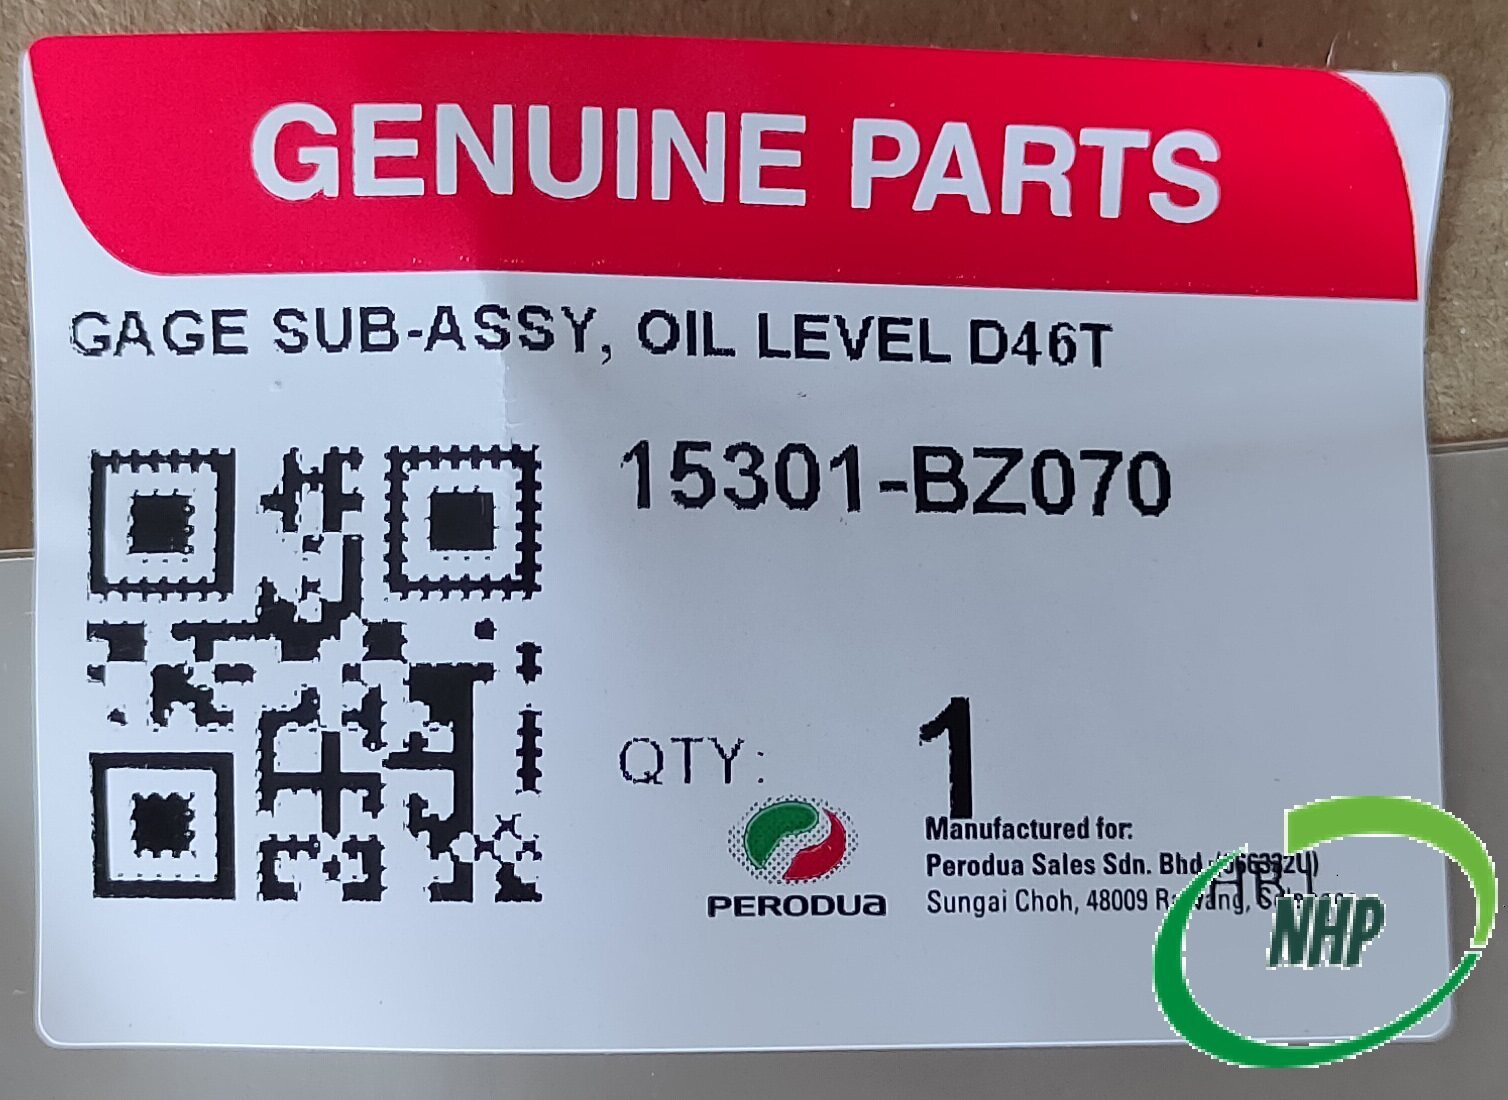 GENUINE PARTS
GAGE SUB-ASSY, OIL LEVEL D46T
15301-BZ070
QTY: 1
PERODUA
Manufactured for:
Perodua Sales Sdn. Bhd.
Sungai Choh, 48009
NHP